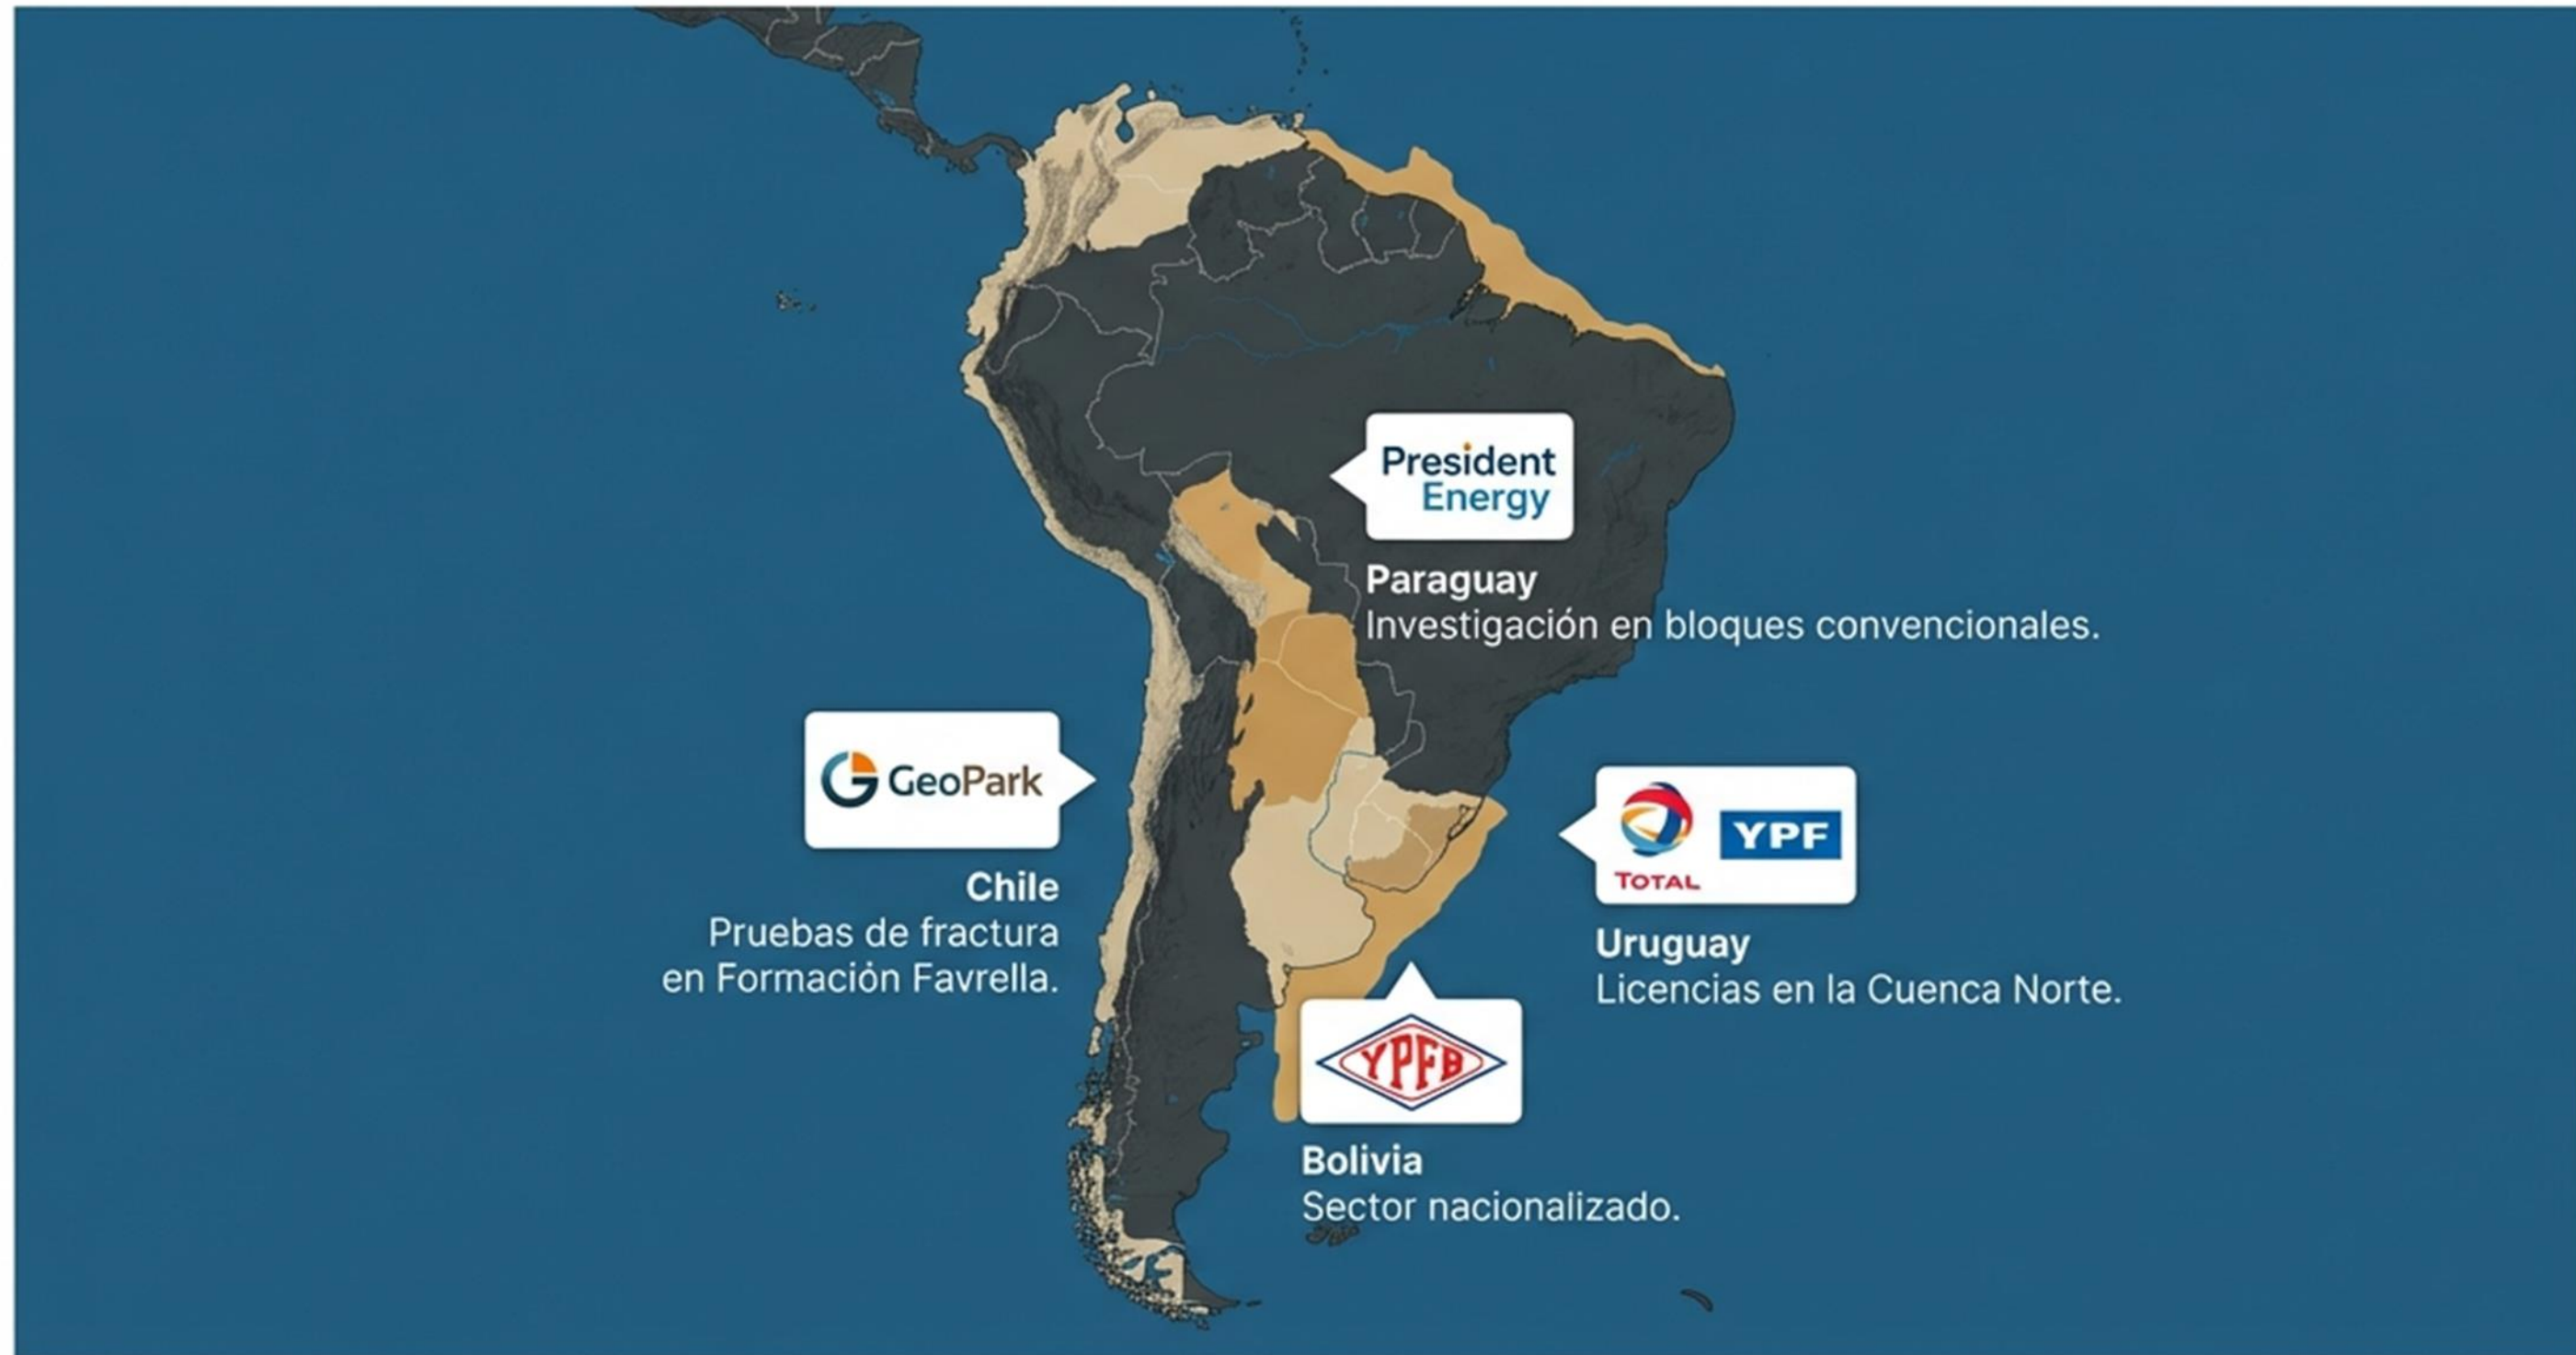 President
Energy
Paraguay
Investigación en bloques convencionales.
GeoPark
Chile
Pruebas de fractura
en Formación Favrella.
TOTAL
YPF
Uruguay
Licencias en la Cuenca Norte.
YPFB
Bolivia
Sector nacionalizado.